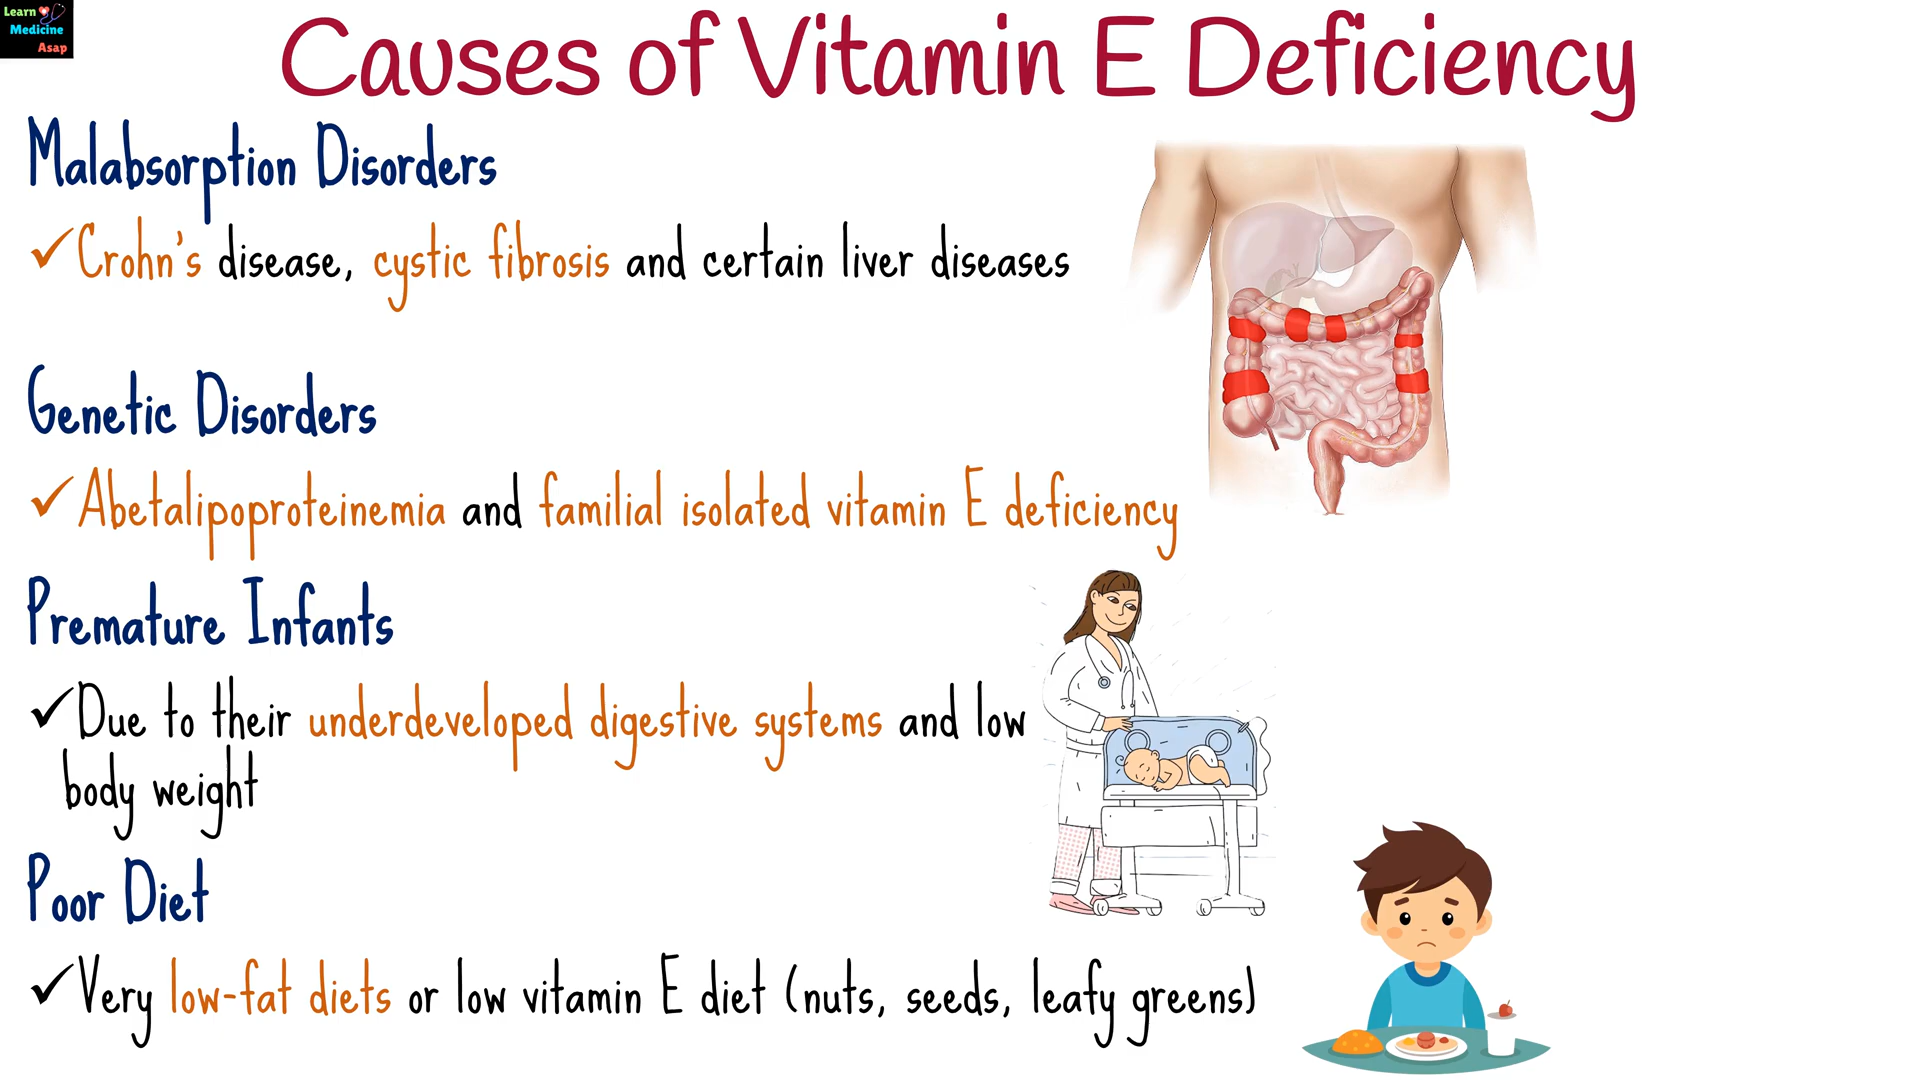 Learn
Medicine
Asap
Causes of Vitamin E Deficiency
Malabsorption Disorders
✓Crohn's disease, cystic fibrosis and certain liver diseases
Genetic Disorders
✓Abetalipoproteinemia and familial isolated vitamin E deficiency
Premature Infants
✓Due to their underdeveloped digestive systems and low
body weight
Poor Diet
✓Very low-fat diets or low vitamin E diet (nuts, seeds, leafy greens)